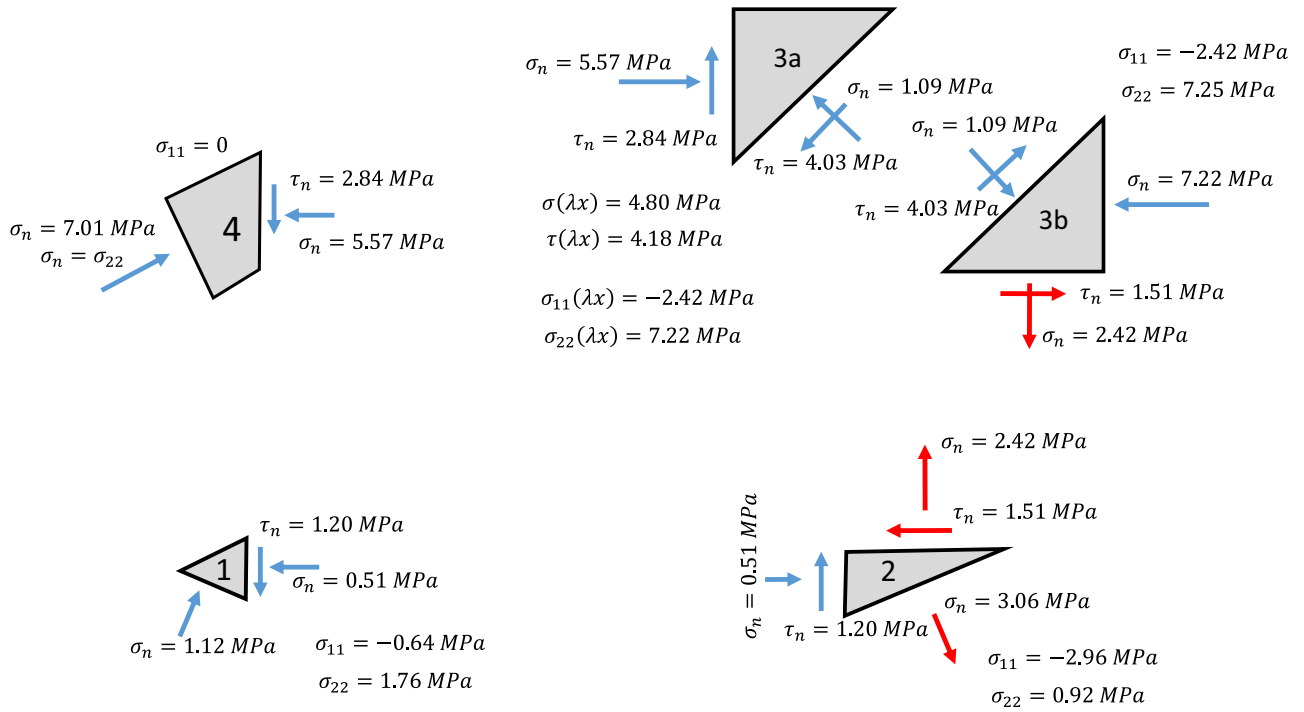 3a
σₙ = 5.57 MPa
σₙ = 1.09 MPa
τₙ = 2.84 MPa
τₙ = 4.03 MPa
σ₁₁ = −2.42 MPa
σ₂₂ = 7.25 MPa
σₙ = 1.09 MPa
σₙ = 7.22 MPa
τₙ = 4.03 MPa
3b
τₙ = 1.51 MPa
σₙ = 2.42 MPa
σ₁₁ = 0
τₙ = 2.84 MPa
4
σₙ = 7.01 MPa
σₙ = σ₂₂
σₙ = 5.57 MPa
σ(λx) = 4.80 MPa
τ(λx) = 4.18 MPa
σ₁₁(λx) = −2.42 MPa
σ₂₂(λx) = 7.22 MPa
τₙ = 1.20 MPa
1
σₙ = 0.51 MPa
σₙ = 1.12 MPa
σ₁₁ = −0.64 MPa
σ₂₂ = 1.76 MPa
σₙ = 2.42 MPa
τₙ = 1.51 MPa
σₙ = 0.51 MPa
2
σₙ = 3.06 MPa
τₙ = 1.20 MPa
σ₁₁ = −2.96 MPa
σ₂₂ = 0.92 MPa